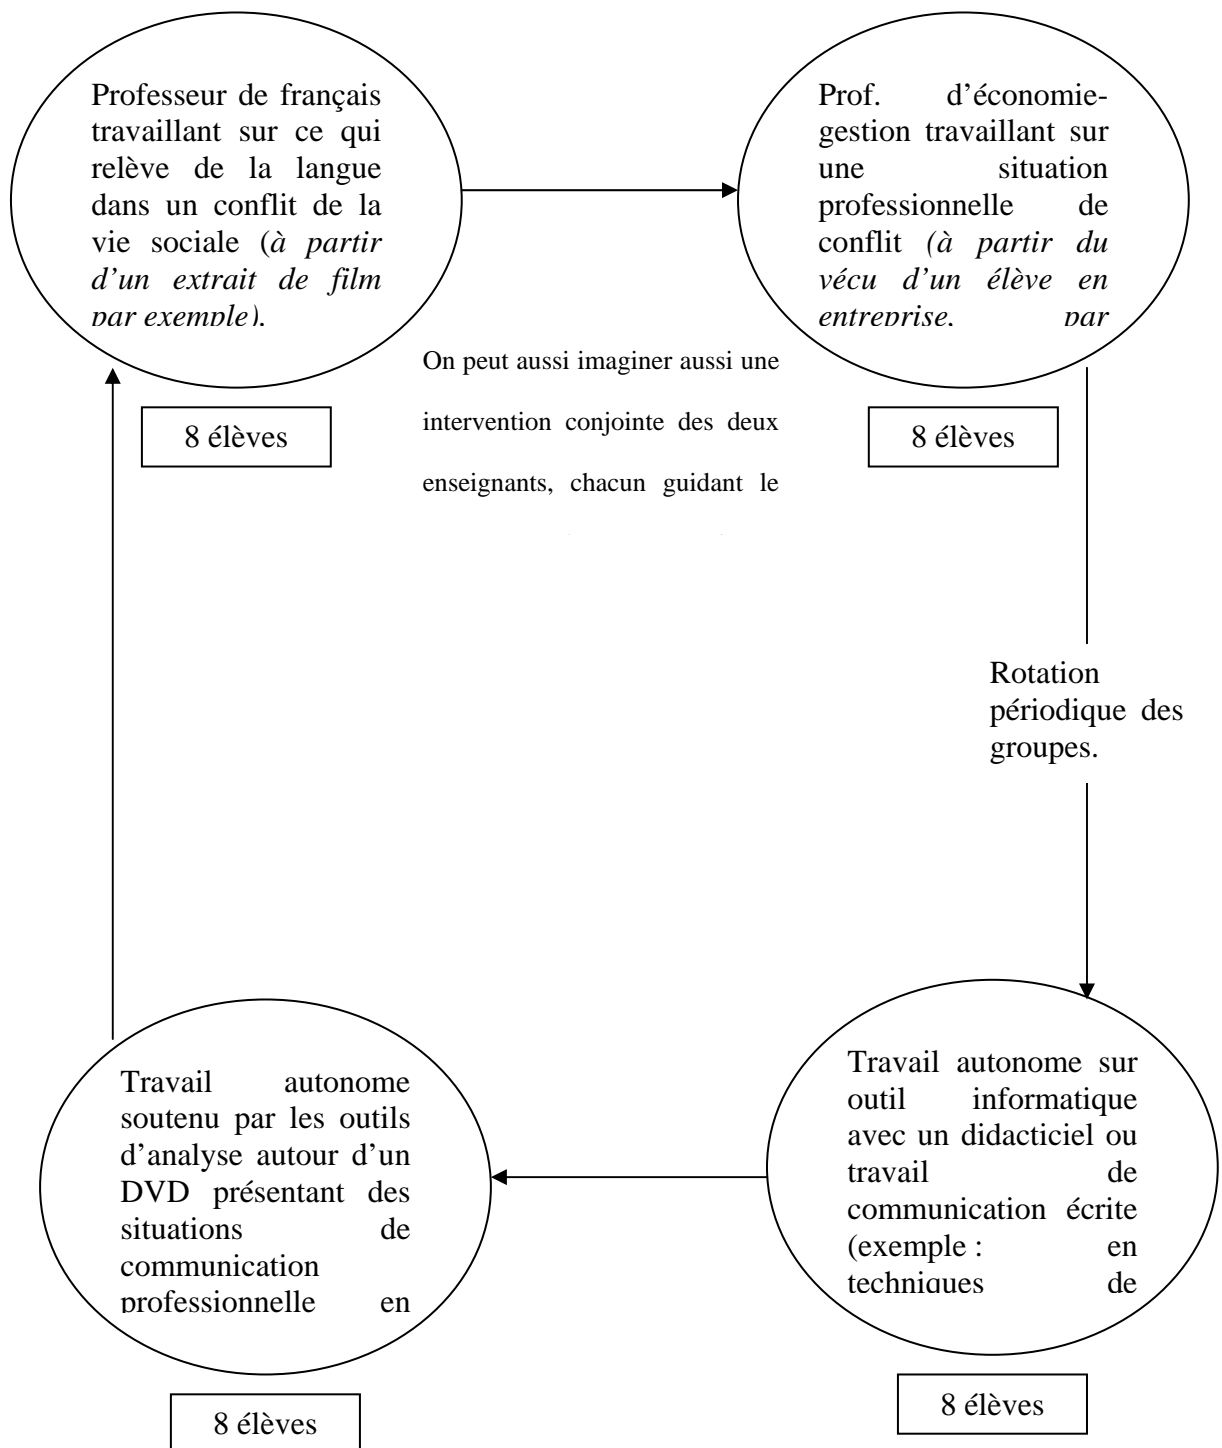 Professeur de français
travaillant sur ce qui
relève de la langue
dans un conflit de la
vie sociale (à partir
d’un extrait de film
par exemple).
8 élèves
Prof. d’économie-
gestion travaillant sur
une situation
professionnelle de
conflit (à partir du
vécu d’un élève en
entreprise, par
8 élèves
On peut aussi imaginer aussi une
intervention conjointe des deux
enseignants, chacun guidant le
Rotation
périodique des
groupes.
Travail autonome
soutenu par les outils
d’analyse autour d’un
DVD présentant des
situations de
communication
professionnelle en
8 élèves
Travail autonome sur
outil informatique
avec un didacticiel ou
travail de
communication écrite
(exemple : en
techniques de
8 élèves